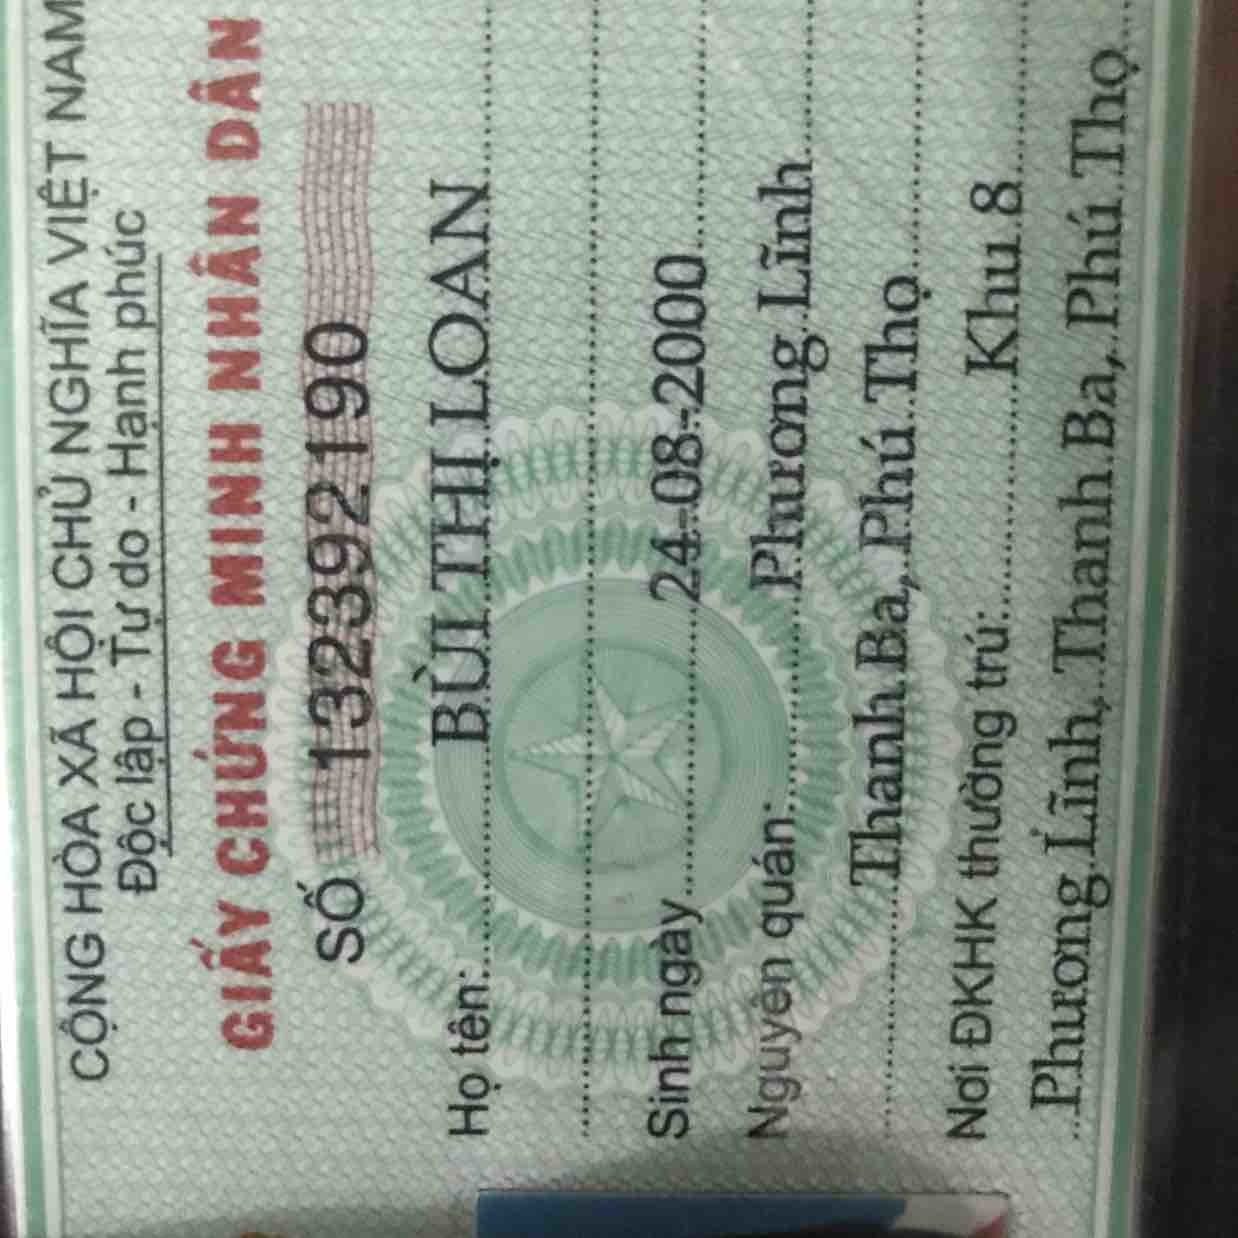 CỘNG HÒA XÃ HỘI CHỦ NGHĨA VIỆT NAM
Độc lập - Tự do - Hạnh phúc
GIẤY CHỨNG MINH NHÂN DÂN
SỐ 132392190
Họ tên: BÙI THỊ LOAN
Sinh ngày 24-08-2000
Nguyên quán Phương Lĩnh
Thanh Ba, Phú Thọ
Nơi ĐKHK thường trú: Khu 8
Phương Lĩnh, Thanh Ba, Phú Thọ